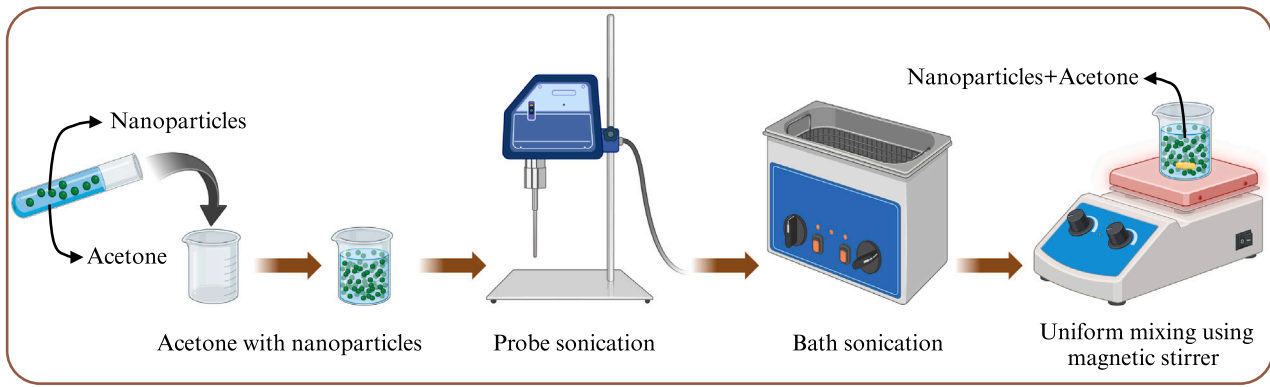 Nanoparticles
Acetone
Acetone with nanoparticles
Probe sonication
Bath sonication
Nanoparticles+Acetone
Uniform mixing using
magnetic stirrer